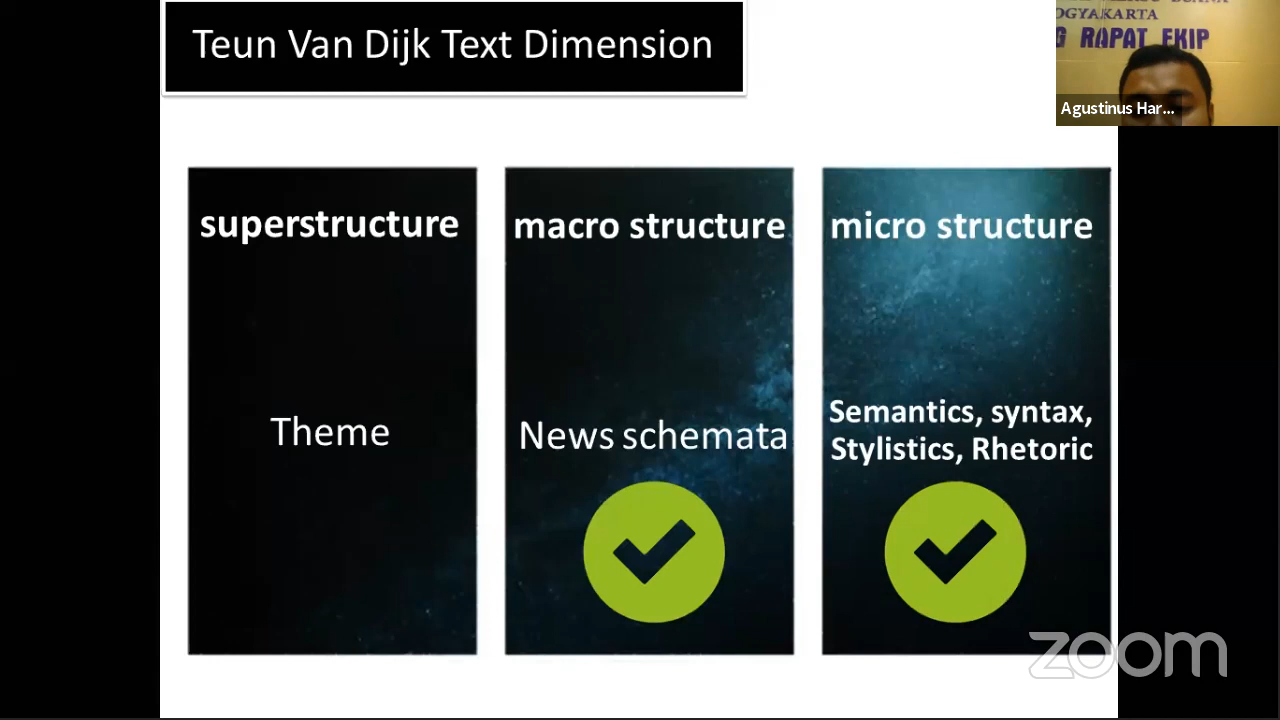 Teun Van Dijk Text Dimension
YOGYAKARTA
G RAPAT FKIP
Agustinus Har...
superstructure
Theme
macro structure
News schemata
micro structure
Semantics, syntax,
Stylistics, Rhetoric
zoom